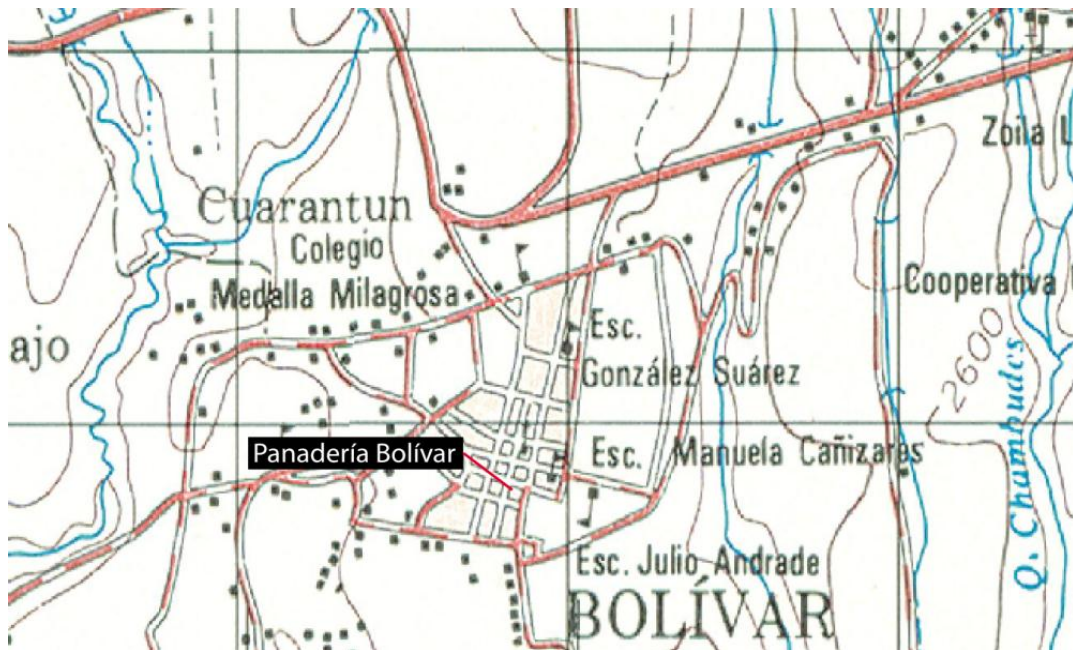 Zoila L
Cuarantun
Colegio
Medalla Milagrosa
Cooperativa
ajo
Esc.
González Suárez
2600
Panadería Bolívar
Esc. Manuela Cañizares
Q. Chambudes
Esc. Julio Andrade
BOLÍVAR